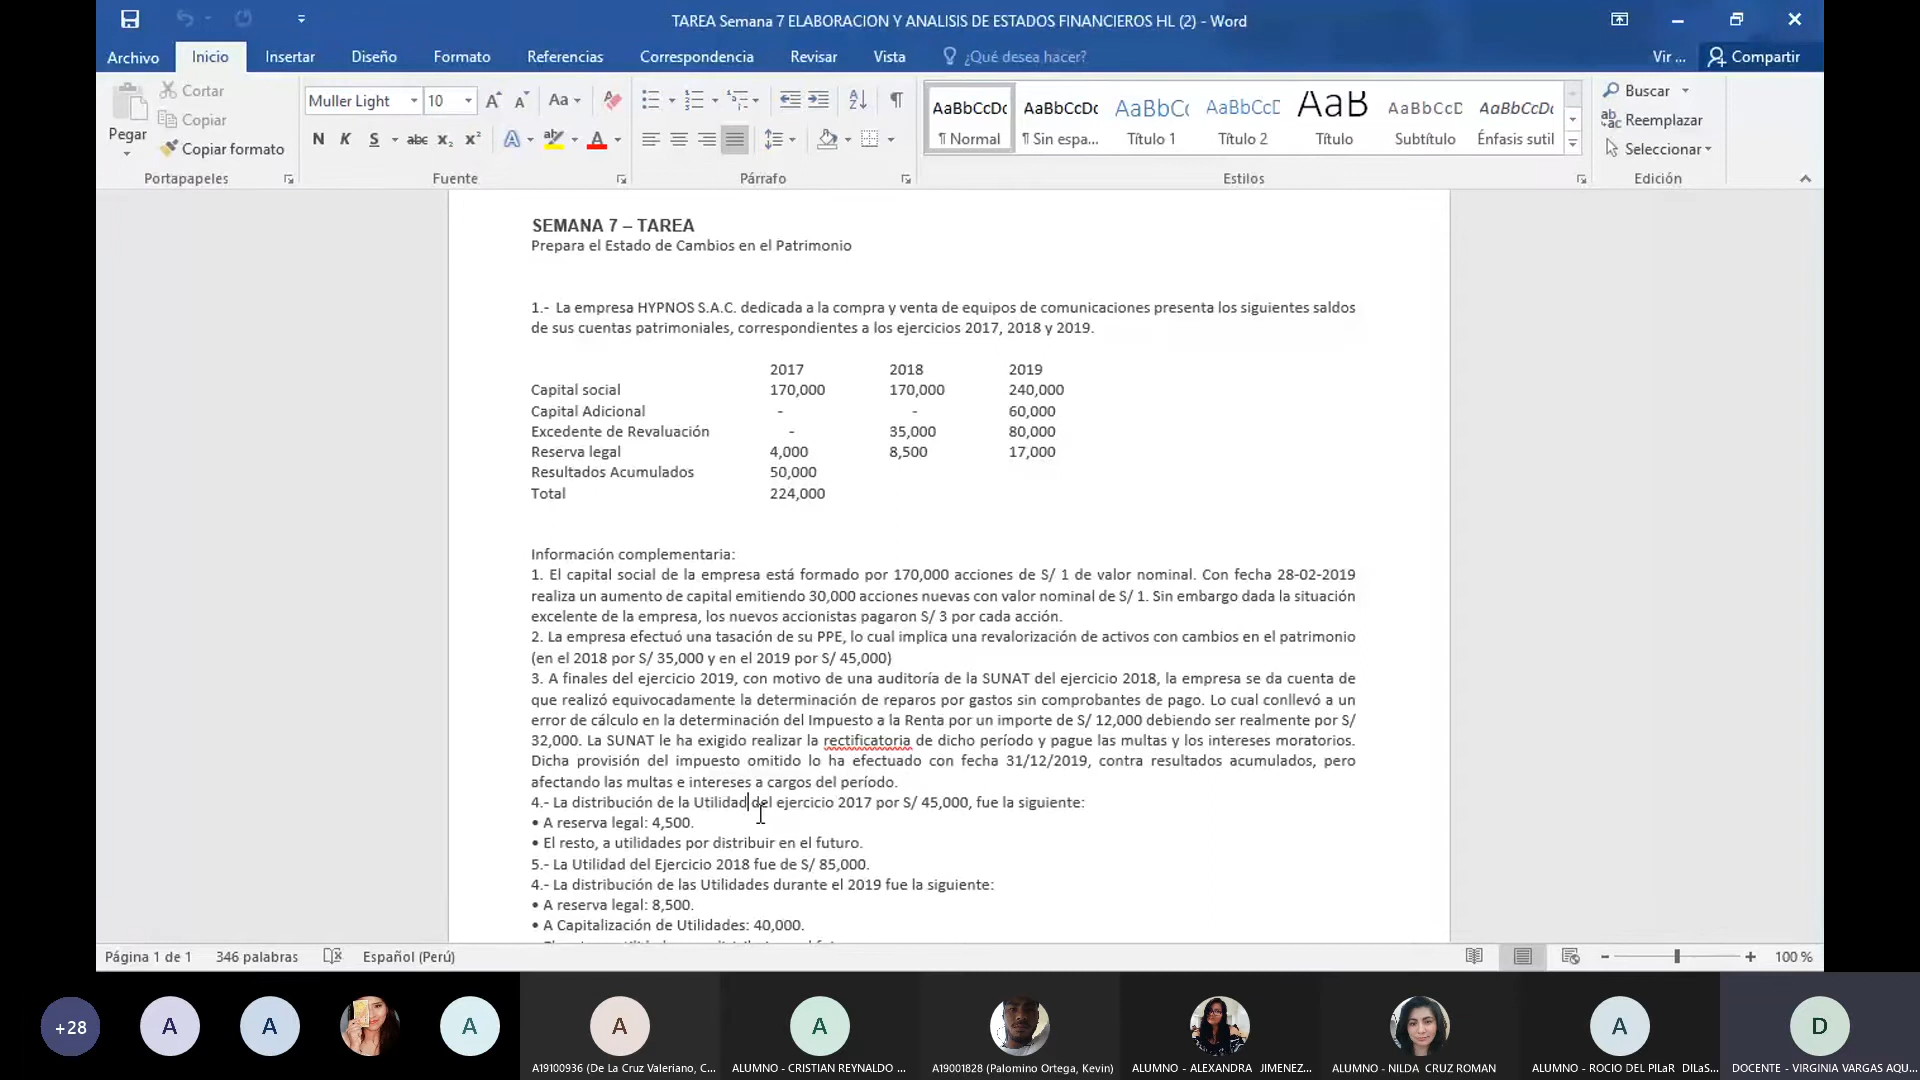 TAREA Semana 7 ELABORACION Y ANALISIS DE ESTADOS FINANCIEROS HL (2) - Word
Archivo Inicio Insertar Diseño Formato Referencias Correspondencia Revisar Vista ¿Qué desea hacer? Vir ... Compartir
Pegar
Cortar
Copiar
Copiar formato
Portapapeles
Muller Light 10
N K S abc x₂ x²
Fuente
Párrafo
AaBbCcDc AaBbCcDc AaBbC( AaBbCcD AaB AaBbCcD AaBbCcDc
¶ Normal ¶ Sin espa... Título 1 Título 2 Título Subtítulo Énfasis sutil
Estilos
Buscar
Reemplazar
Seleccionar
Edición
SEMANA 7 – TAREA
Prepara el Estado de Cambios en el Patrimonio
1.- La empresa HYPNOS S.A.C. dedicada a la compra y venta de equipos de comunicaciones presenta los siguientes saldos
de sus cuentas patrimoniales, correspondientes a los ejercicios 2017, 2018 y 2019.
2017 2018 2019
Capital social 170,000 170,000 240,000
Capital Adicional - - 60,000
Excedente de Revaluación - 35,000 80,000
Reserva legal 4,000 8,500 17,000
Resultados Acumulados 50,000
Total 224,000
Información complementaria:
1. El capital social de la empresa está formado por 170,000 acciones de S/ 1 de valor nominal. Con fecha 28-02-2019
realiza un aumento de capital emitiendo 30,000 acciones nuevas con valor nominal de S/ 1. Sin embargo dada la situación
excelente de la empresa, los nuevos accionistas pagaron S/ 3 por cada acción.
2. La empresa efectuó una tasación de su PPE, lo cual implica una revalorización de activos con cambios en el patrimonio
(en el 2018 por S/ 35,000 y en el 2019 por S/ 45,000)
3. A finales del ejercicio 2019, con motivo de una auditoría de la SUNAT del ejercicio 2018, la empresa se da cuenta de
que realizó equivocadamente la determinación de reparos por gastos sin comprobantes de pago. Lo cual conllevó a un
error de cálculo en la determinación del Impuesto a la Renta por un importe de S/ 12,000 debiendo ser realmente por S/
32,000. La SUNAT le ha exigido realizar la rectificatoria de dicho período y pague las multas y los intereses moratorios.
Dicha provisión del impuesto omitido lo ha efectuado con fecha 31/12/2019, contra resultados acumulados, pero
afectando las multas e intereses a cargos del período.
4.- La distribución de la Utilidad del ejercicio 2017 por S/ 45,000, fue la siguiente:
• A reserva legal: 4,500.
• El resto, a utilidades por distribuir en el futuro.
5.- La Utilidad del Ejercicio 2018 fue de S/ 85,000.
4.- La distribución de las Utilidades durante el 2019 fue la siguiente:
• A reserva legal: 8,500.
• A Capitalización de Utilidades: 40,000.
Página 1 de 1 346 palabras Español (Perú) 100 %
+28 A A A A A A D
A19100936 (De La Cruz Valeriano, C... ALUMNO - CRISTIAN REYNALDO ... A19001828 (Palomino Ortega, Kevin) ALUMNO - ALEXANDRA JIMENEZ... ALUMNO - NILDA CRUZ ROMAN ALUMNO - ROCIO DEL PILaR DILaS... DOCENTE - VIRGINIA VARGAS AQU...